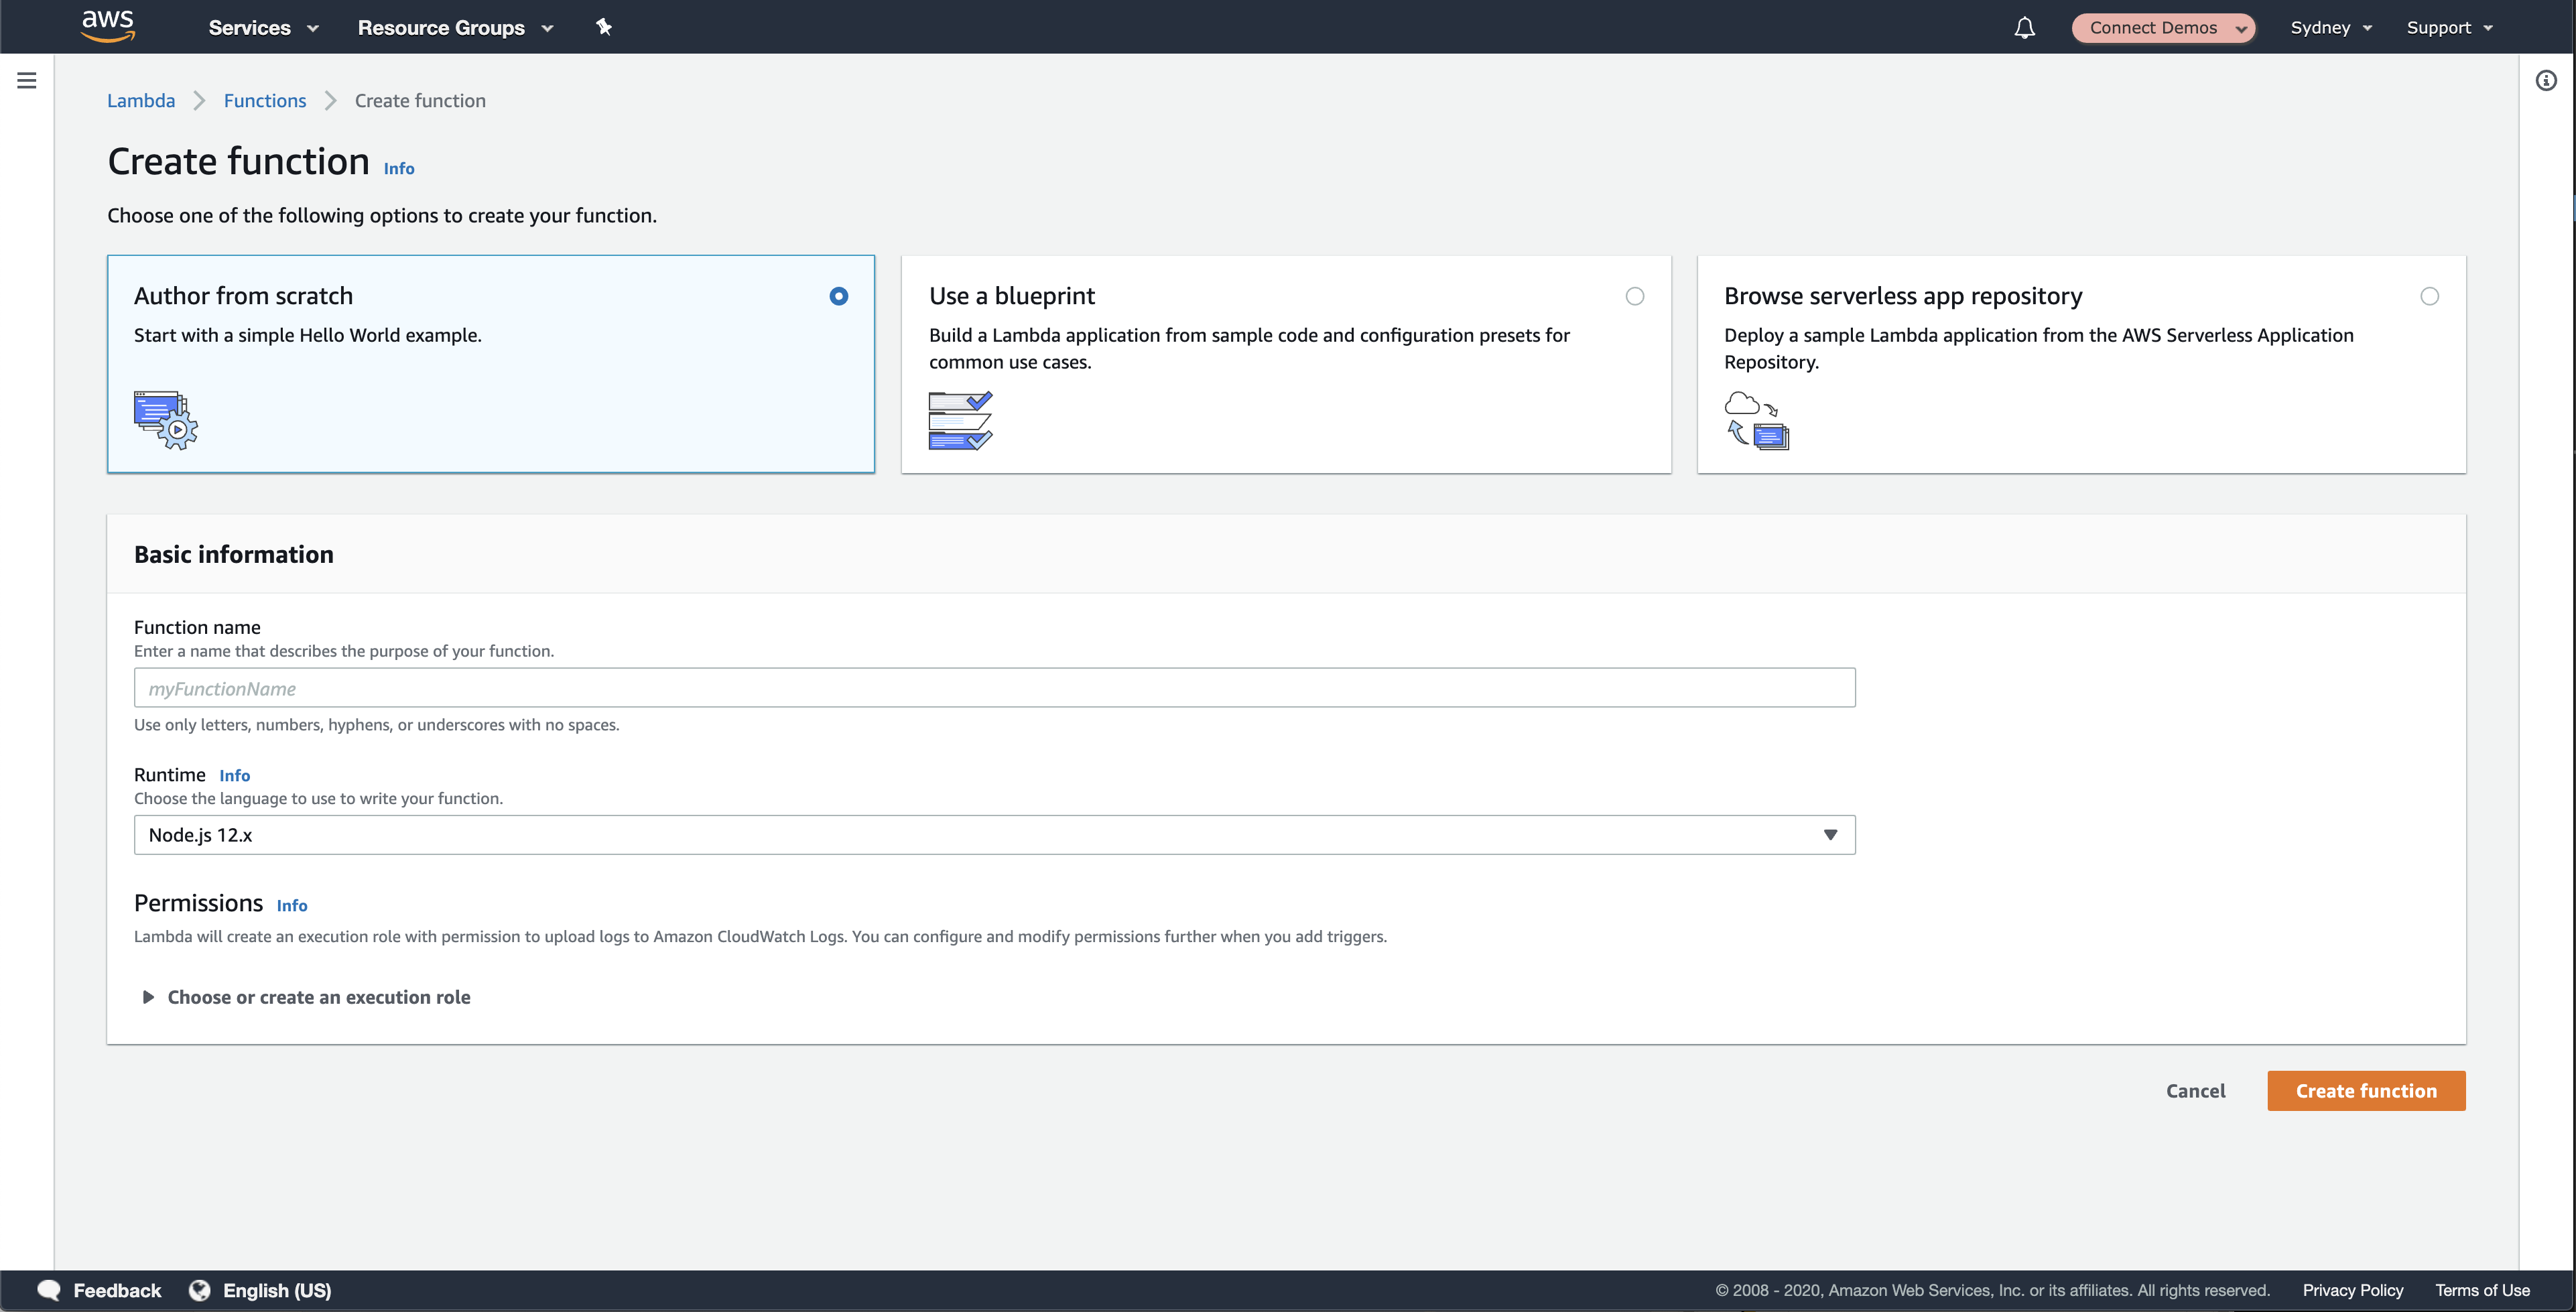 aws Services Resource Groups Connect Demos Sydney Support
Lambda Functions Create function
Create function Info
Choose one of the following options to create your function.
Author from scratch
Start with a simple Hello World example.
Use a blueprint
Build a Lambda application from sample code and configuration presets for
common use cases.
Browse serverless app repository
Deploy a sample Lambda application from the AWS Serverless Application
Repository.
Basic information
Function name
Enter a name that describes the purpose of your function.
myFunctionName
Use only letters, numbers, hyphens, or underscores with no spaces.
Runtime Info
Choose the language to use to write your function.
Node.js 12.x
Permissions Info
Lambda will create an execution role with permission to upload logs to Amazon CloudWatch Logs. You can configure and modify permissions further when you add triggers.
Choose or create an execution role
Cancel Create function
Feedback English (US) © 2008 - 2020, Amazon Web Services, Inc. or its affiliates. All rights reserved. Privacy Policy Terms of Use